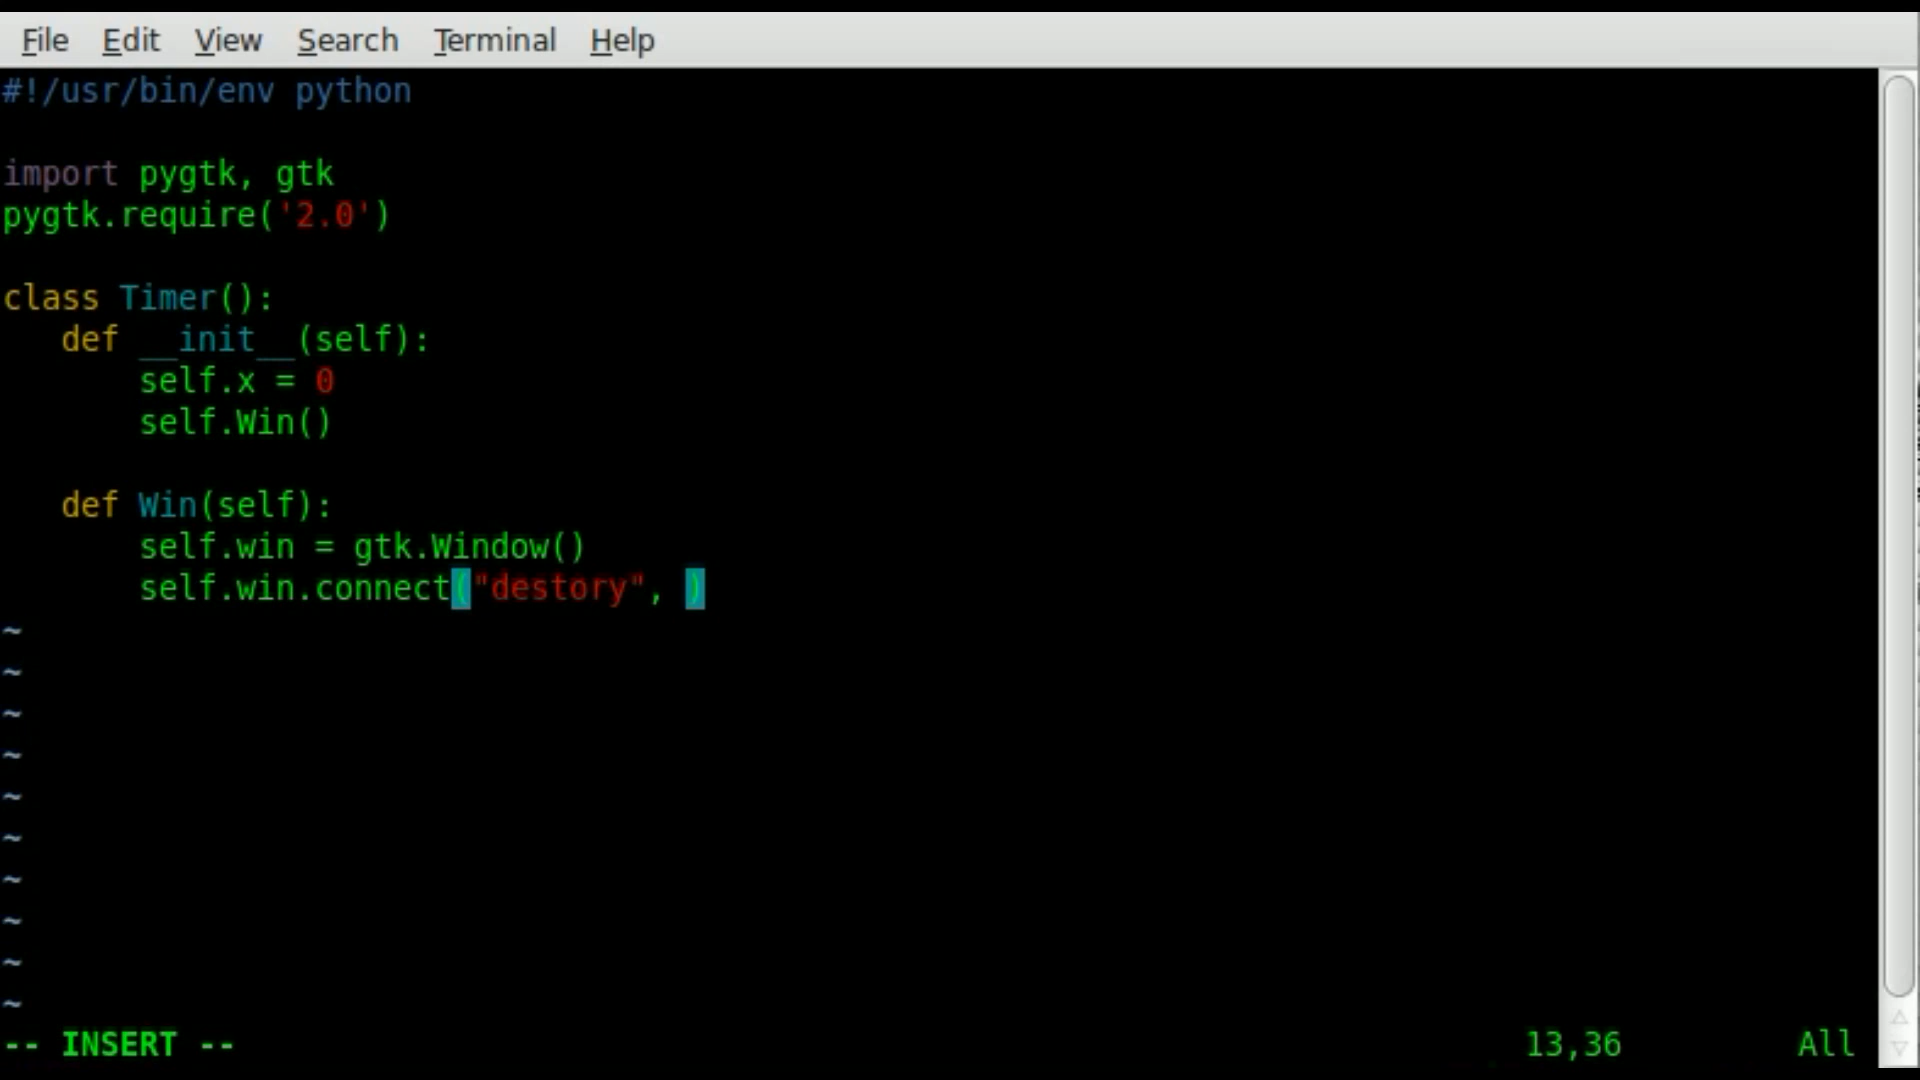 File Edit View Search Terminal Help
#!/usr/bin/env python
import pygtk, gtk
pygtk.require('2.0')
class Timer():
def __init__(self):
self.x = 0
self.Win()
def Win(self):
self.win = gtk.Window()
self.win.connect("destory", )
~
~
~
~
~
~
~
~
~
~
-- INSERT -- 13,36 All